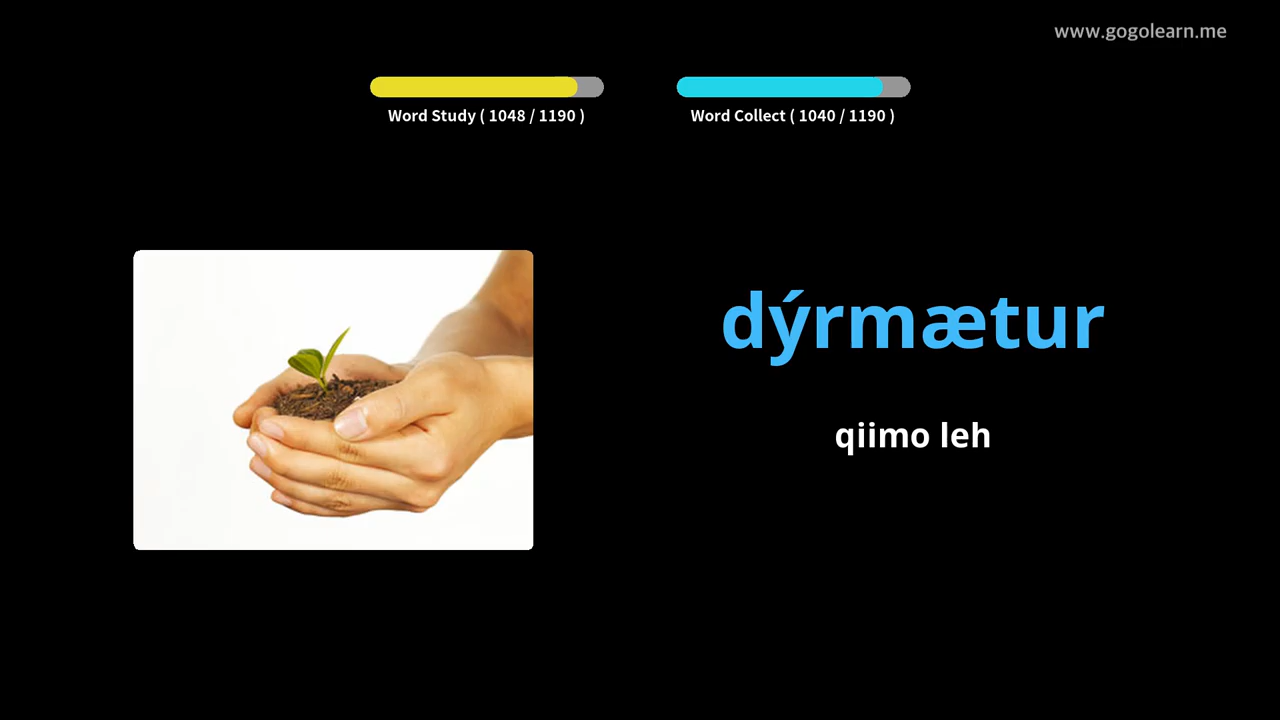 www.gogolearn.me
Word Study ( 1048 / 1190 )
Word Collect ( 1040 / 1190 )
dýrmætur
qiimo leh